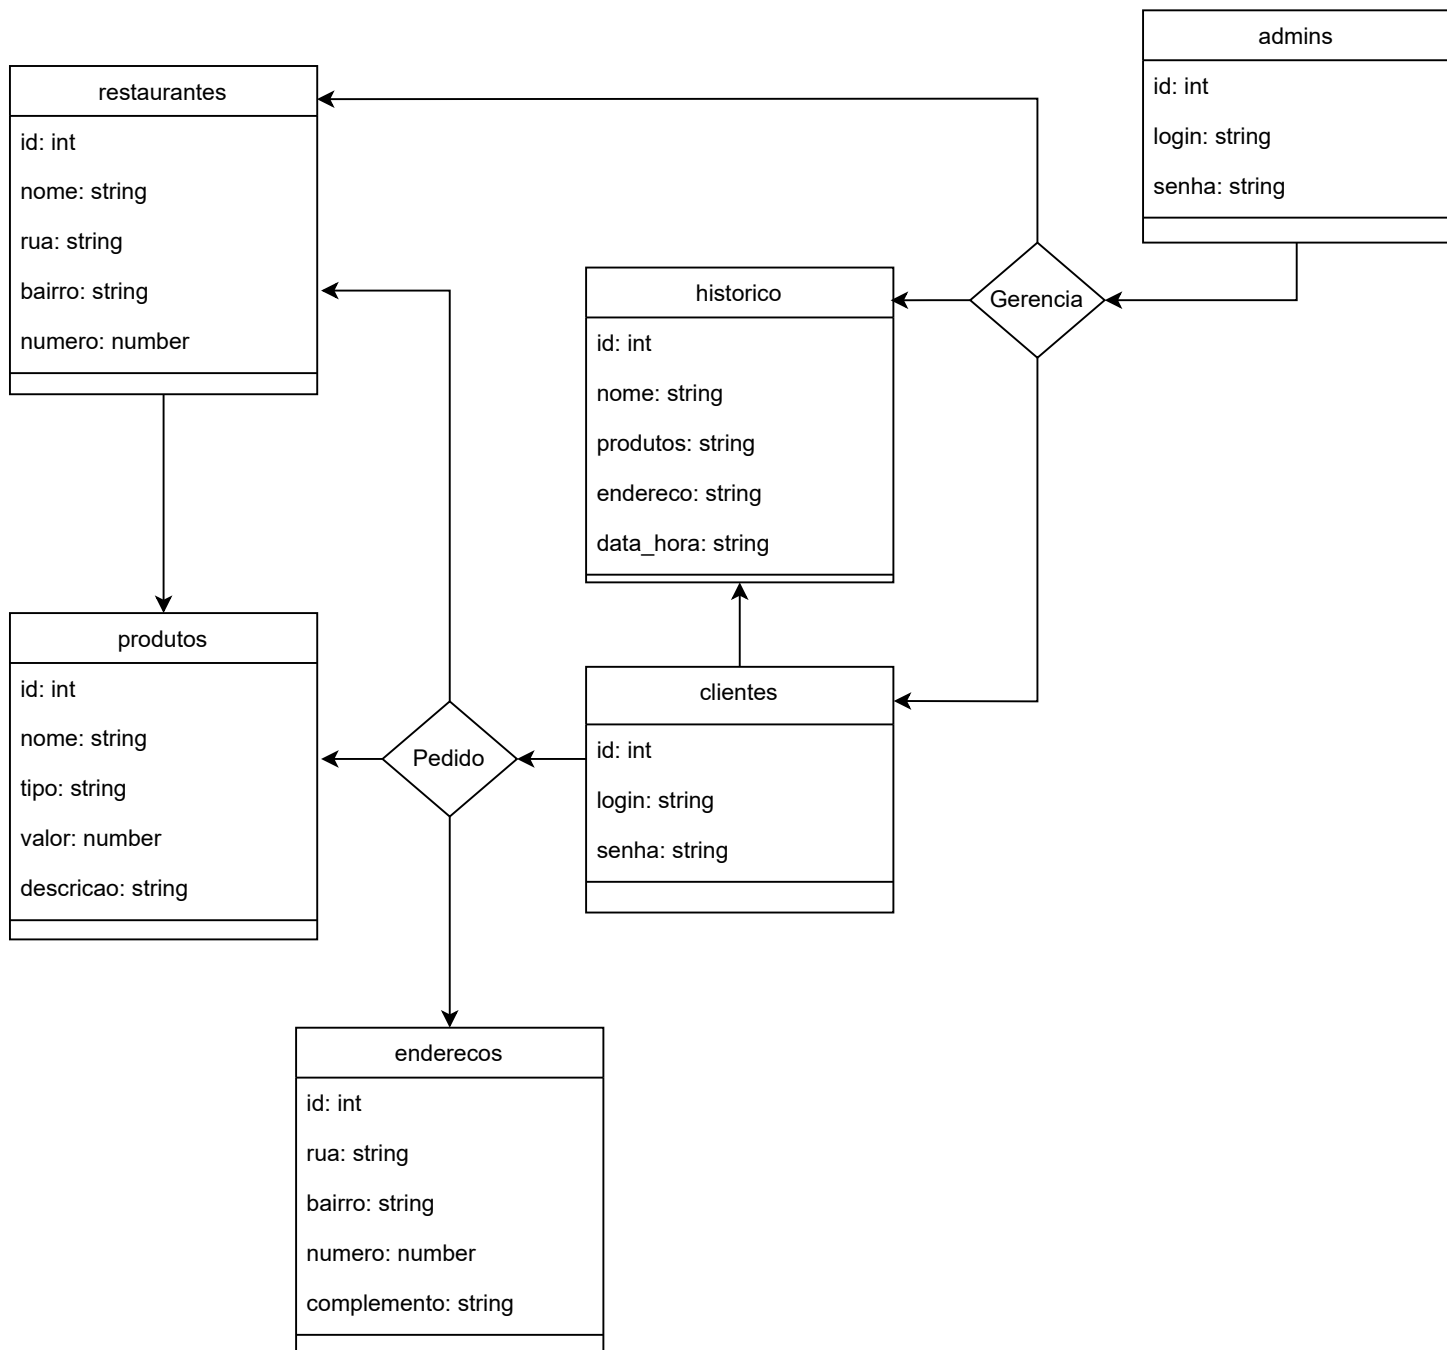 admins
id: int
login: string
senha: string
restaurantes
id: int
nome: string
rua: string
bairro: string
numero: number
Gerencia
historico
id: int
nome: string
produtos: string
endereco: string
data_hora: string
produtos
id: int
nome: string
tipo: string
valor: number
descricao: string
Pedido
clientes
id: int
login: string
senha: string
enderecos
id: int
rua: string
bairro: string
numero: number
complemento: string